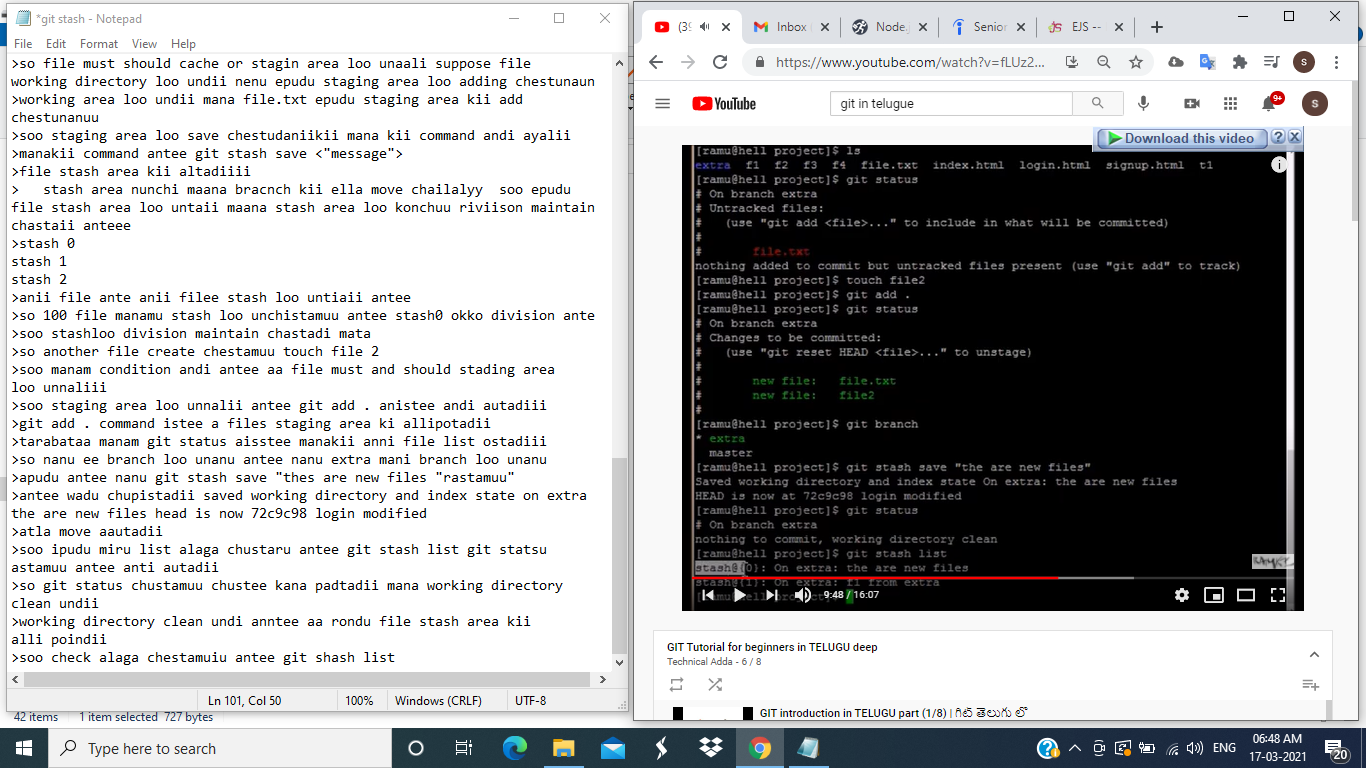 *git stash - Notepad
File Edit Format View Help
>so file must should cache or stagin area loo unaali suppose file
working directory loo undii nenu epudu staging area loo adding chestunaun
>working area loo undii mana file.txt epudu staging area kii add
chestunanuu
>soo staging area loo save chestudaniikii mana kii command andi ayalii
>manakii command antee git stash save <"message">
>file stash area kii altadiiii
>   stash area nunchi maana bracnch kii ella move chailalyy  soo epudu
file stash area loo untaii maana stash area loo konchuu riviison maintain
chastaii anteee
>stash 0
stash 1
stash 2
>anii file ante anii filee stash loo untiaii antee
>so 100 file manamu stash loo unchistamuu antee stash0 okko division ante
>soo stashloo division maintain chastadi mata
>so another file create chestamuu touch file 2
>soo manam condition andi antee aa file must and should stading area
loo unnaliii
>soo staging area loo unnalii antee git add . anistee andi autadiii
>git add . command istee a files staging area ki allipotadii
>tarabataa manam git status aisstee manakii anni file list ostadiii
>so nanu ee branch loo unanu antee nanu extra mani branch loo unanu
>apudu antee nanu git stash save "thes are new files "rastamuu"
>antee wadu chupistadii saved working directory and index state on extra
the are new files head is now 72c9c98 login modified
>atla move aautadii
>soo ipudu miru list alaga chustaru antee git stash list git statsu
astamuu antee anti autadii
>so git status chustamuu chustee kana padtadii mana working directory
clean undii
>working directory clean undi anntee aa rondu file stash area kii
alli poindii
>soo check alaga chestamuiu antee git shash list
Ln 101, Col 50 100% Windows (CRLF) UTF-8
42 items 1 item selected 727 bytes
(39
Inbox
Node.
Senior
EJS --
https://www.youtube.com/watch?v=fLUz2...
S
YouTube
git in telugue
9+
S
Download this video
[ramu@hell project]$ ls
extra  f1  f2  f3  f4  file.txt  index.html  login.html  signup.html  t1
[ramu@hell project]$ git status
# On branch extra
# Untracked files:
#   (use "git add <file>..." to include in what will be committed)
#
#       file.txt
nothing added to commit but untracked files present (use "git add" to track)
[ramu@hell project]$ touch file2
[ramu@hell project]$ git add .
[ramu@hell project]$ git status
# On branch extra
# Changes to be committed:
#   (use "git reset HEAD <file>..." to unstage)
#
#       new file:   file.txt
#       new file:   file2
#
[ramu@hell project]$ git branch
* extra
  master
[ramu@hell project]$ git stash save "the are new files"
Saved working directory and index state On extra: the are new files
HEAD is now at 72c9c98 login modified
[ramu@hell project]$ git status
# On branch extra
nothing to commit, working directory clean
[ramu@hell project]$ git stash list
stash@{0}: On extra: the are new files
stash@{1}: On extra: f1 from extra
[ramu@hell project]$
9:48 / 16:07
GIT Tutorial for beginners in TELUGU deep
Technical Adda - 6 / 8
GIT introduction in TELUGU part (1/8) | గిట్ తెలుగు లో
Type here to search
ENG
06:48 AM
17-03-2021
20